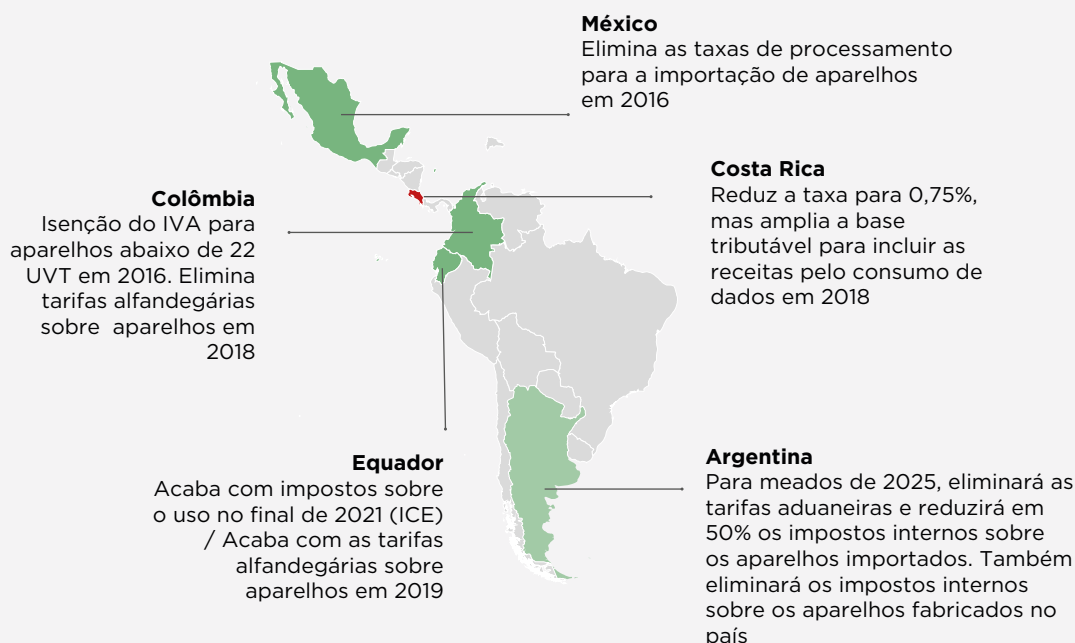 México
Elimina as taxas de processamento
para a importação de aparelhos
em 2016
Costa Rica
Reduz a taxa para 0,75%,
mas amplia a base
tributável para incluir as
receitas pelo consumo de
dados em 2018
Colômbia
Isenção do IVA para
aparelhos abaixo de 22
UVT em 2016. Elimina
tarifas alfandegárias
sobre  aparelhos em
2018
Equador
Acaba com impostos sobre
o uso no final de 2021 (ICE)
/ Acaba com as tarifas
alfandegárias sobre
aparelhos em 2019
Argentina
Para meados de 2025, eliminará as
tarifas aduaneiras e reduzirá em
50% os impostos internos sobre
os aparelhos importados. Também
eliminará os impostos internos
sobre os aparelhos fabricados no
país